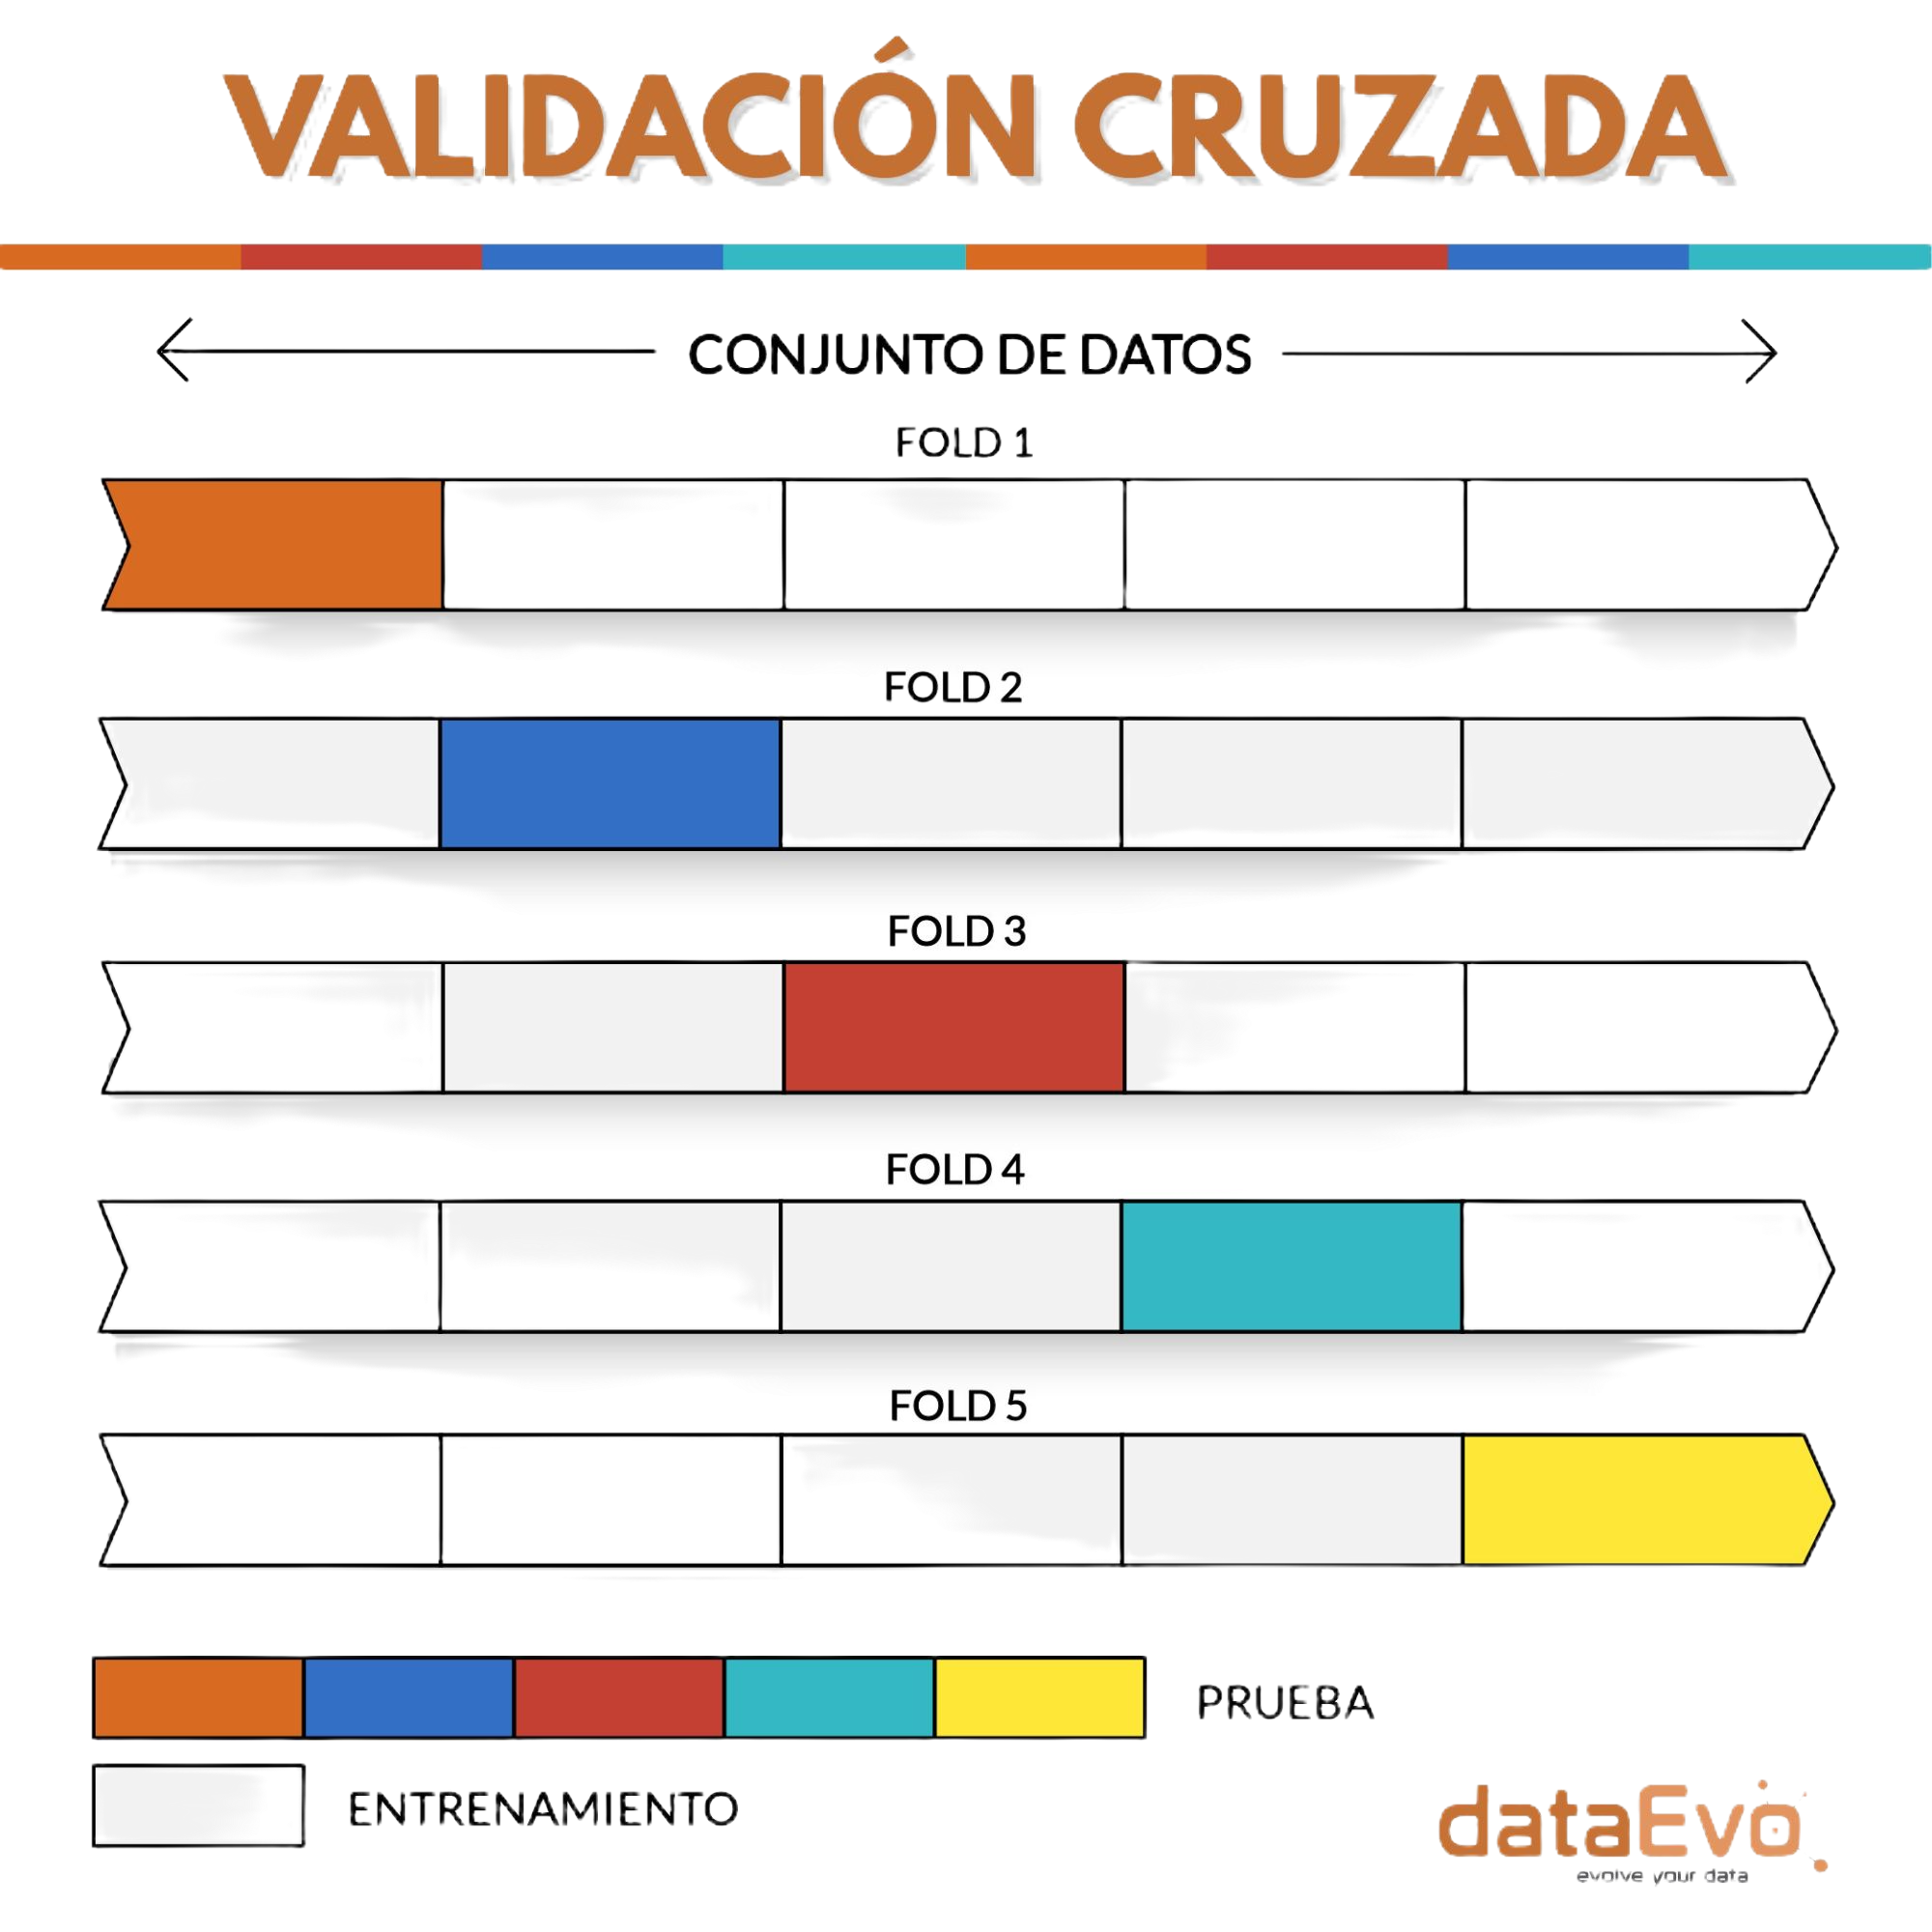 VALIDACIÓN CRUZADA
CONJUNTO DE DATOS
FOLD 1
FOLD 2
FOLD 3
FOLD 4
FOLD 5
PRUEBA
ENTRENAMIENTO
dataEvo
evolve your data